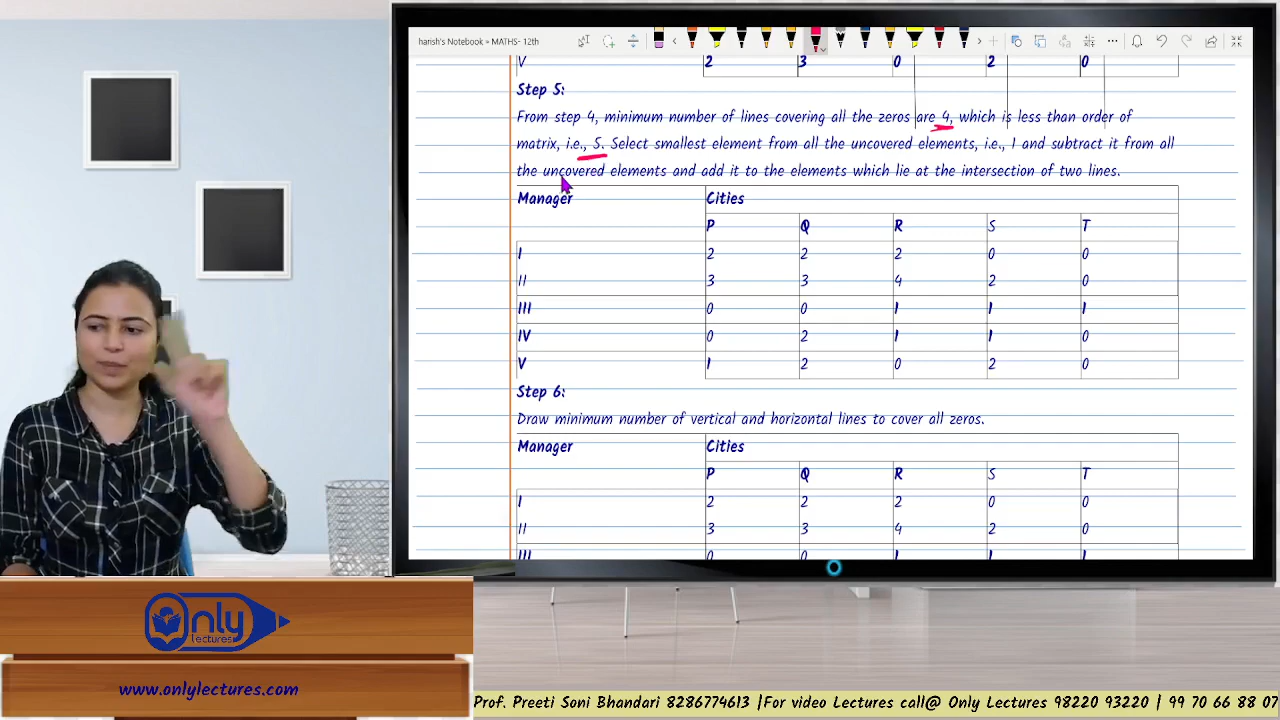 harish's Notebook » MATHS- 12th
V 2 3 0 2 0
Step 5:
From step 4, minimum number of lines covering all the zeros are 4, which is less than order of
matrix, i.e., 5. Select smallest element from all the uncovered elements, i.e., 1 and subtract it from all
the uncovered elements and add it to the elements which lie at the intersection of two lines.
Manager Cities
P Q R S T
I 2 2 2 0 0
II 3 3 4 2 0
III 0 0 1 1 1
IV 0 2 1 1 0
V 1 2 0 2 0
Step 6:
Draw minimum number of vertical and horizontal lines to cover all zeros.
Manager Cities
P Q R S T
I 2 2 2 0 0
II 3 3 4 2 0
III 0 0 1 1 1
Only
lectures
www.onlylectures.com
Prof. Preeti Soni Bhandari 8286774613 |For video Lectures call@ Only Lectures 98220 93220 | 99 70 66 88 07